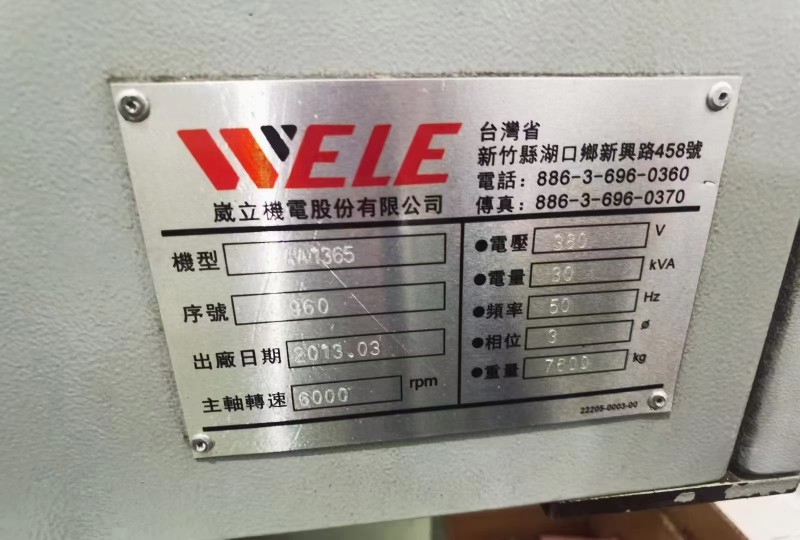 WELE
崴立機電股份有限公司
台灣省
新竹縣湖口鄉新興路458號
電話：886-3-696-0360
傳真：886-3-696-0370
機型
序號 960
出廠日期 2013.03
主軸轉速 6000 rpm
●電壓 380 V
●電量 30 kVA
●頻率 50 Hz
●相位 3 ø
●重量 kg
22205-0003-00